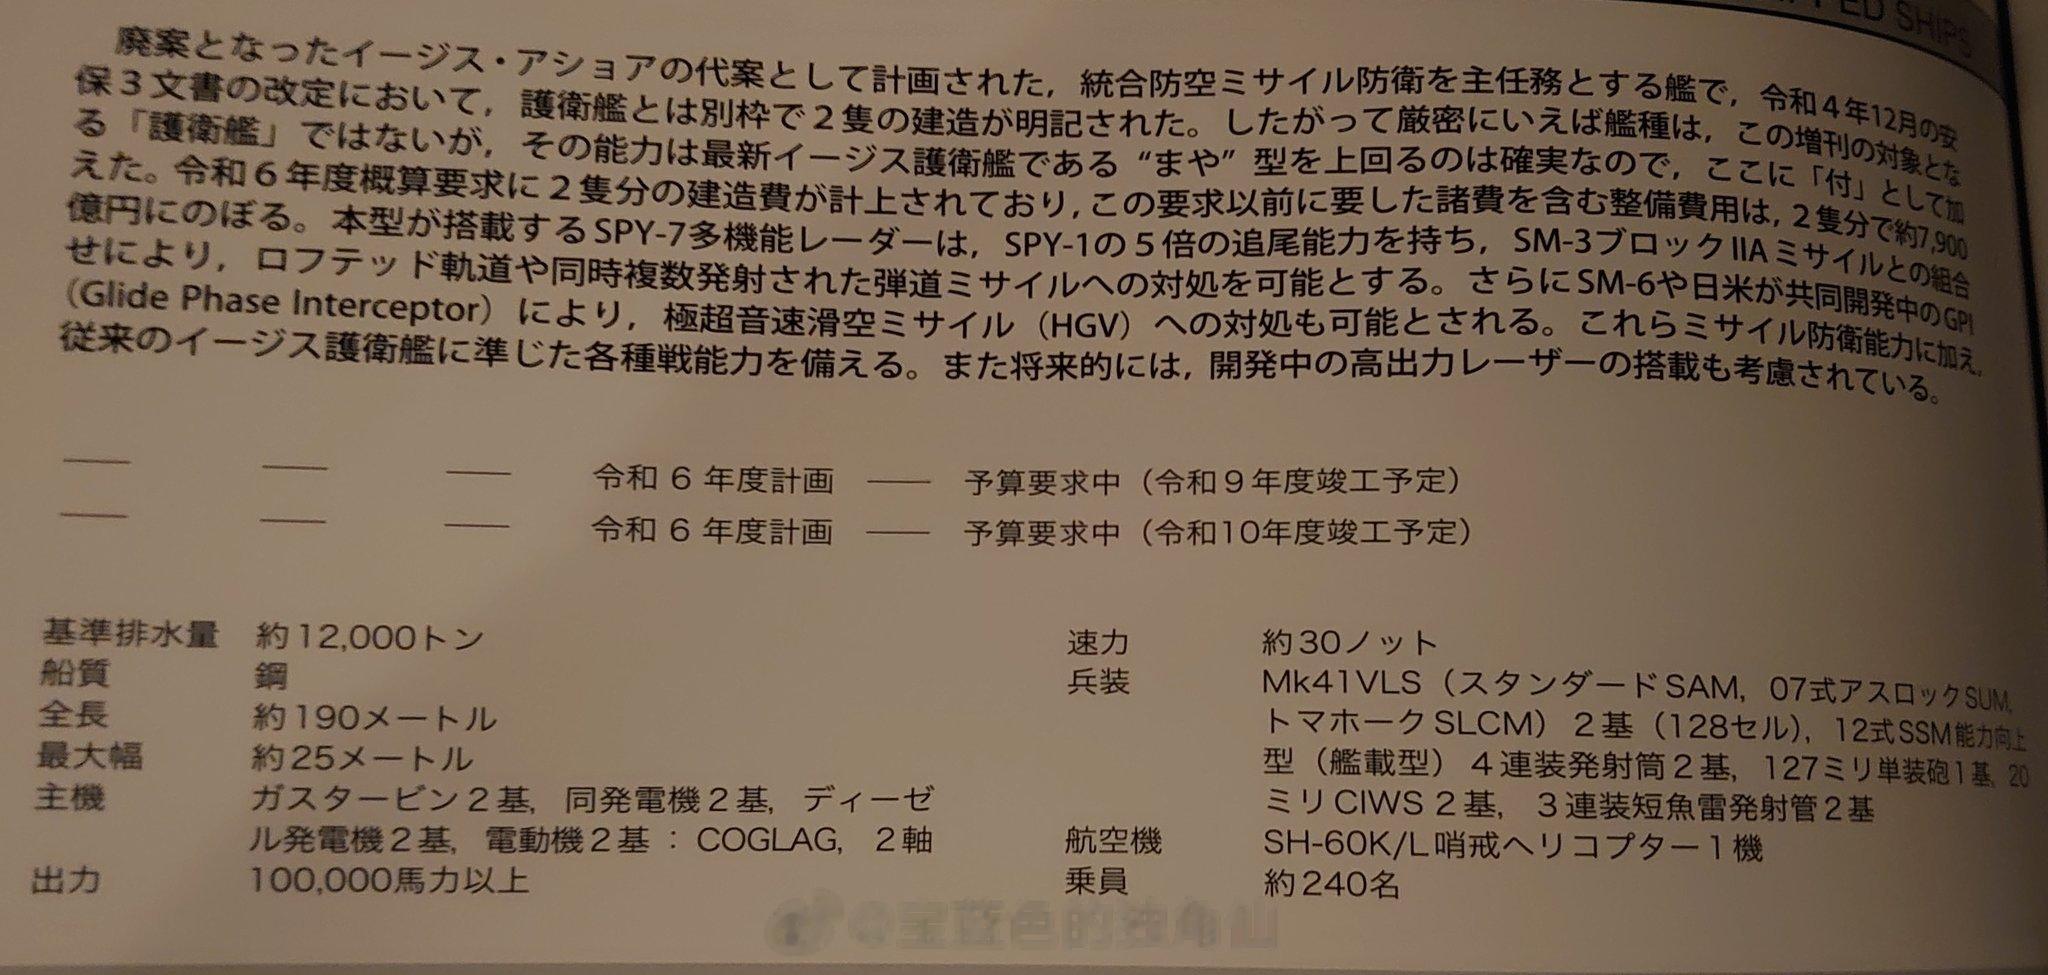 PED SHIPS
廃案となったイージス・アショアの代案として計画された，統合防空ミサイル防衛を主任務とする艦で，令和４年12月の安
保３文書の改定において，護衛艦とは別枠で２隻の建造が明記された。したがって厳密にいえば艦種は，この増刊の対象とな
る「護衛艦」ではないが，その能力は最新イージス護衛艦である“まや”型を上回るのは確実なので，ここに「付」として加
えた。令和６年度概算要求に２隻分の建造費が計上されており，この要求以前に要した諸費を含む整備費用は，２隻分で約7,900
億円にのぼる。本型が搭載するSPY-7多機能レーダーは，SPY-1の５倍の追尾能力を持ち，SM-3ブロックIIAミサイルとの組合
せにより，ロフテッド軌道や同時複数発射された弾道ミサイルへの対処を可能とする。さらにSM-6や日米が共同開発中のGPI
（Glide Phase Interceptor）により，極超音速滑空ミサイル（HGV）への対処も可能とされる。これらミサイル防衛能力に加え，
従来のイージス護衛艦に準じた各種戦能力を備える。また将来的には，開発中の高出力レーザーの搭載も考慮されている。
—— —— —— 令和６年度計画 —— 予算要求中（令和９年度竣工予定）
—— —— —— 令和６年度計画 —— 予算要求中（令和10年度竣工予定）
基準排水量 約12,000トン
船質 鋼
全長 約190メートル
最大幅 約25メートル
主機 ガスタービン２基，同発電機２基，ディーゼ
ル発電機２基，電動機２基：COGLAG，２軸
出力 100,000馬力以上
速力 約30ノット
兵装 Mk41VLS（スタンダードSAM，07式アスロックSUM，
トマホークSLCM）２基（128セル），12式SSM能力向上
型（艦載型）４連装発射筒２基，127ミリ単装砲１基，20
ミリCIWS２基，３連装短魚雷発射管２基
航空機 SH-60K/L哨戒ヘリコプター１機
乗員 約240名
宝蓝色的独角山